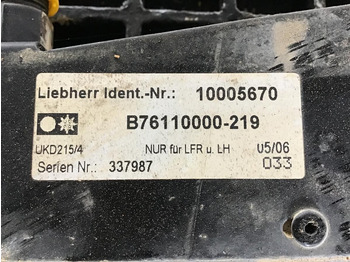 Liebherr Ident.-Nr.: 10005670
B76110000-219
UKD215/4 NUR für LFR u. LH 05/06
Serien Nr.: 337987 033